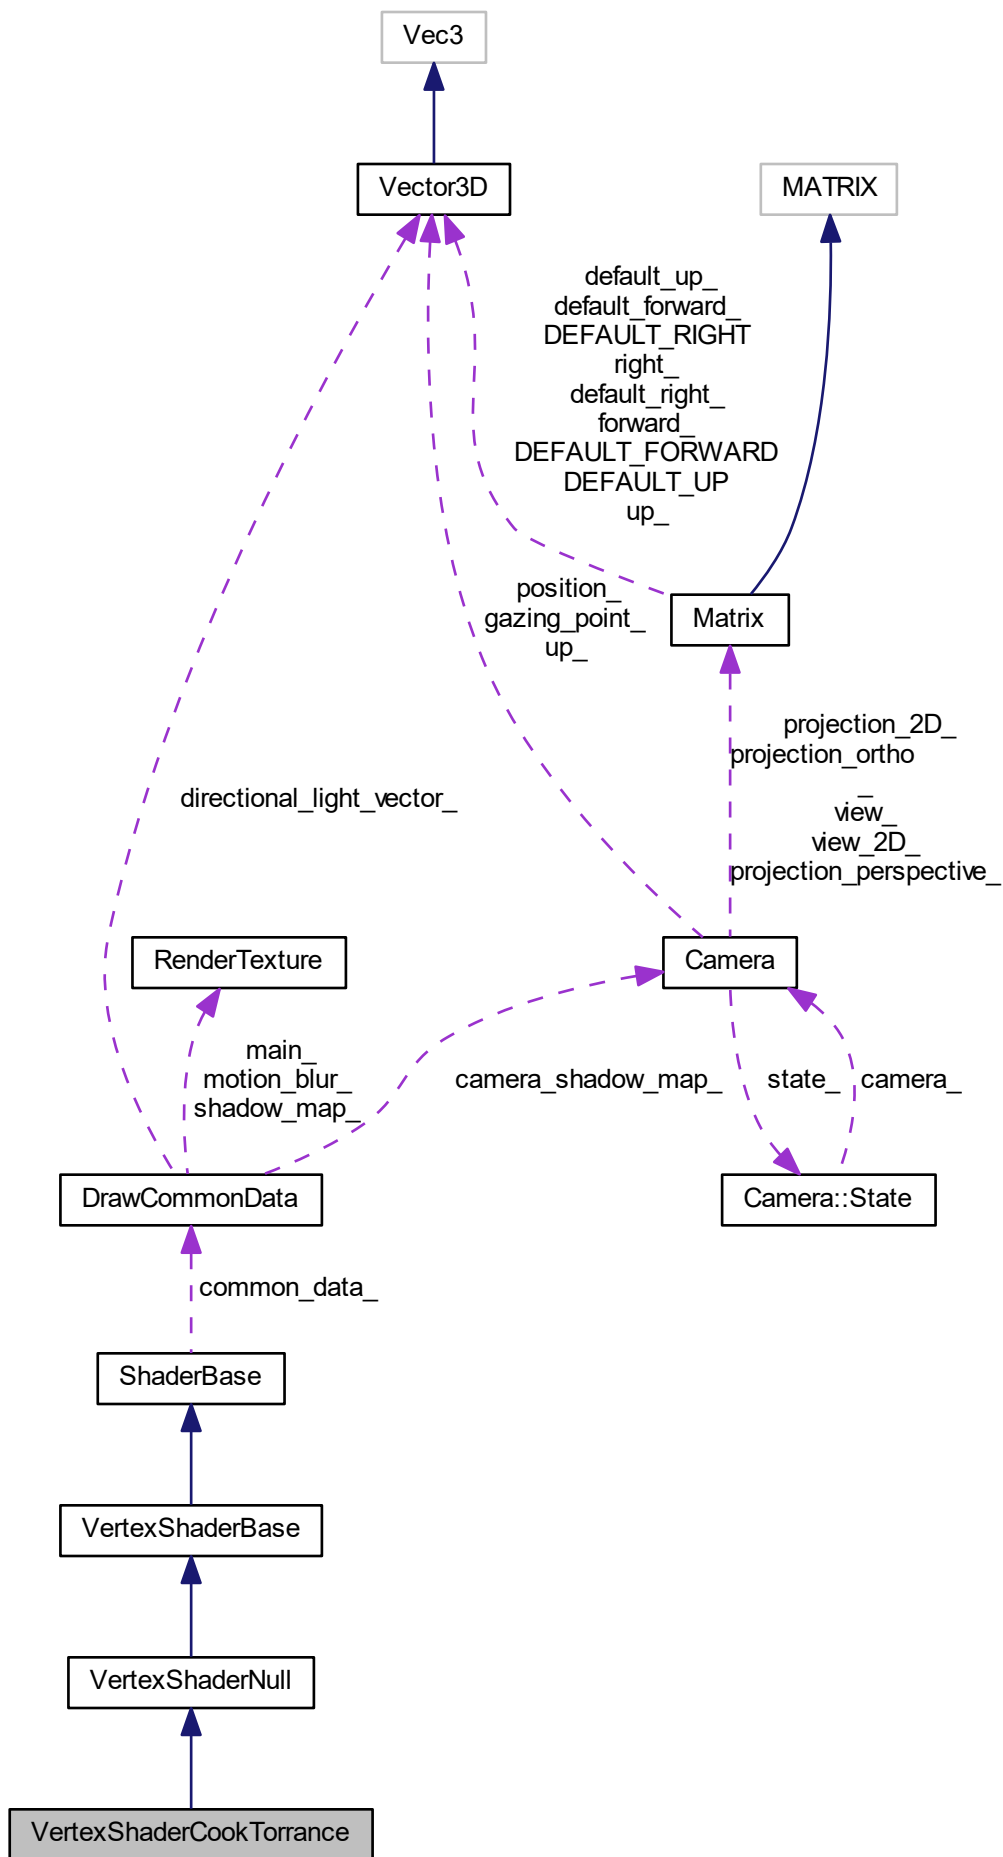 Vec3
Vector3D
MATRIX
default_up_
default_forward_
DEFAULT_RIGHT
right_
default_right_
forward_
DEFAULT_FORWARD
DEFAULT_UP
up_
position_
gazing_point_
up_
Matrix
projection_2D_
projection_ortho
_
view_
view_2D_
projection_perspective_
directional_light_vector_
RenderTexture
Camera
main_
motion_blur_
shadow_map_
camera_shadow_map_
state_
camera_
DrawCommonData
Camera::State
common_data_
ShaderBase
VertexShaderBase
VertexShaderNull
VertexShaderCookTorrance